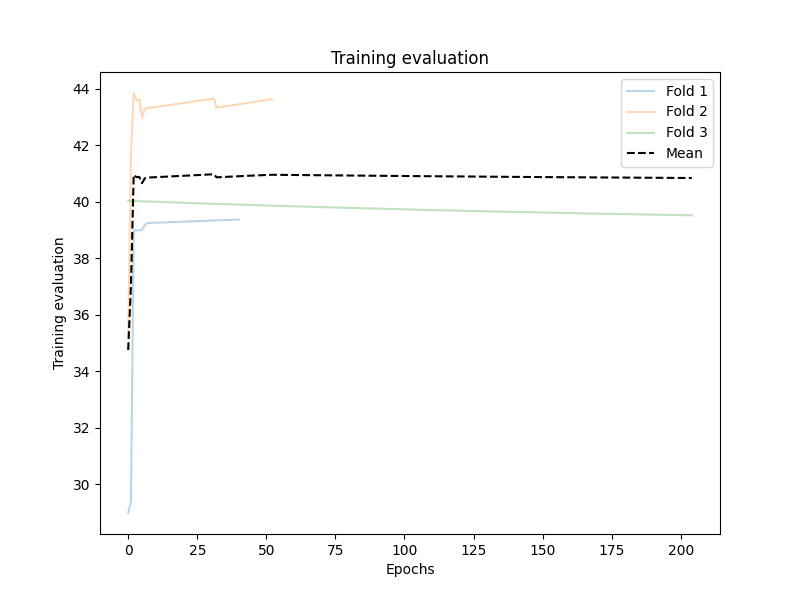 Training evaluation
44
42
40
38
36
34
32
30
Training evaluation
0 25 50 75 100 125 150 175 200
Epochs
Fold 1
Fold 2
Fold 3
Mean